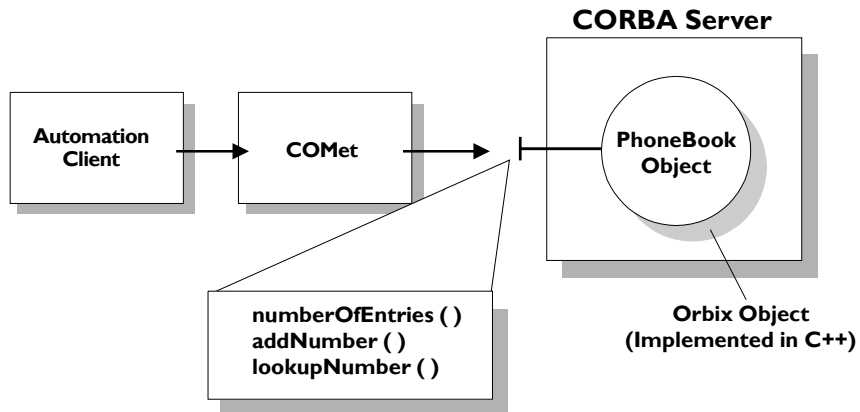 CORBA Server
Automation
Client
COMet
PhoneBook
Object
numberOfEntries ( )
addNumber ( )
lookupNumber ( )
Orbix Object
(Implemented in C++)